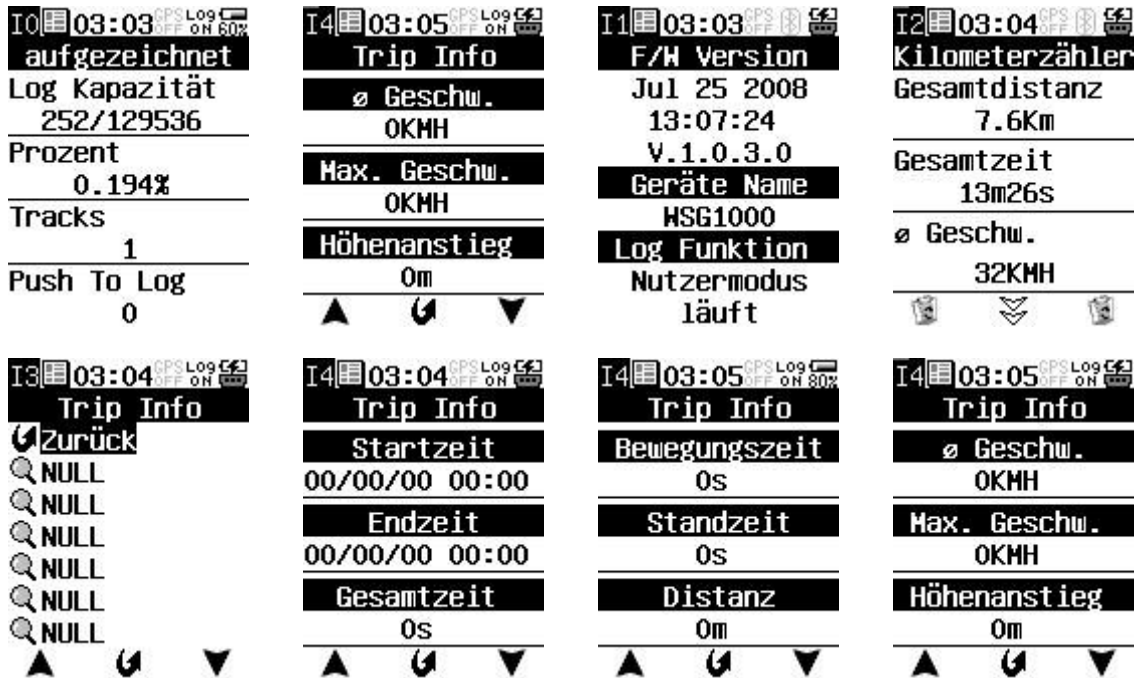 I0 03:03 GPS OFF LOG ON 60%
aufgezeichnet
Log Kapazität
252/129536
Prozent
0.194%
Tracks
1
Push To Log
0
I4 03:05 GPS OFF LOG ON
Trip Info
ø Geschw.
0KMH
Max. Geschw.
0KMH
Höhenanstieg
0m
I1 03:03 GPS OFF
F/W Version
Jul 25 2008
13:07:24
V.1.0.3.0
Geräte Name
WSG1000
Log Funktion
Nutzermodus
läuft
I2 03:04 GPS OFF
Kilometerzähler
Gesamtdistanz
7.6Km
Gesamtzeit
13m26s
ø Geschw.
32KMH
I3 03:04 GPS OFF LOG ON
Trip Info
Zurück
NULL
NULL
NULL
NULL
NULL
NULL
I4 03:04 GPS OFF LOG ON
Trip Info
Startzeit
00/00/00 00:00
Endzeit
00/00/00 00:00
Gesamtzeit
0s
I4 03:05 GPS OFF LOG ON 80%
Trip Info
Bewegungszeit
0s
Standzeit
0s
Distanz
0m
I4 03:05 GPS OFF LOG ON
Trip Info
ø Geschw.
0KMH
Max. Geschw.
0KMH
Höhenanstieg
0m